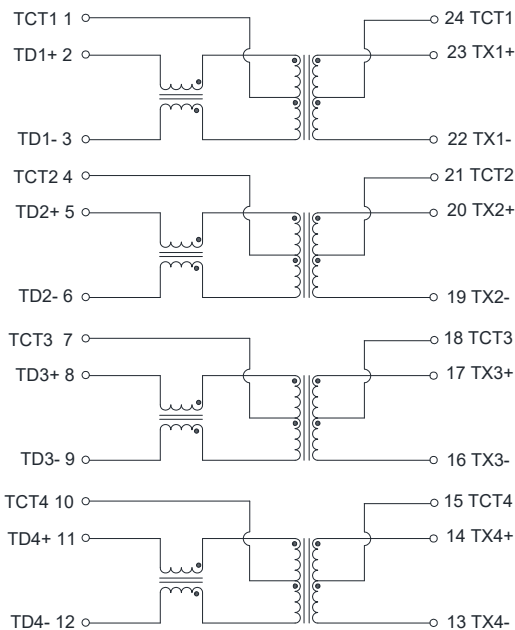 TCT1 1
24 TCT1
TD1+ 2
23 TX1+
TD1- 3
22 TX1-
TCT2 4
21 TCT2
TD2+ 5
20 TX2+
TD2- 6
19 TX2-
TCT3 7
18 TCT3
TD3+ 8
17 TX3+
TD3- 9
16 TX3-
TCT4 10
15 TCT4
TD4+ 11
14 TX4+
TD4- 12
13 TX4-